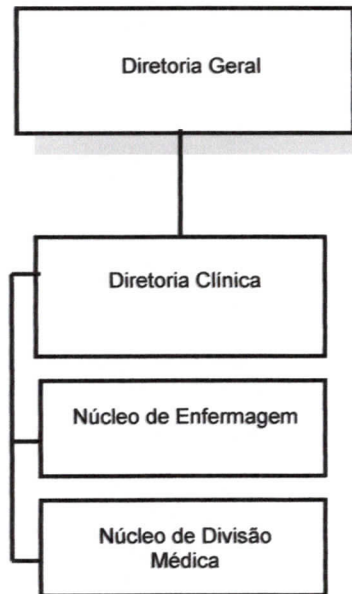 Diretoria Geral
Diretoria Clínica
Núcleo de Enfermagem
Núcleo de Divisão
Médica